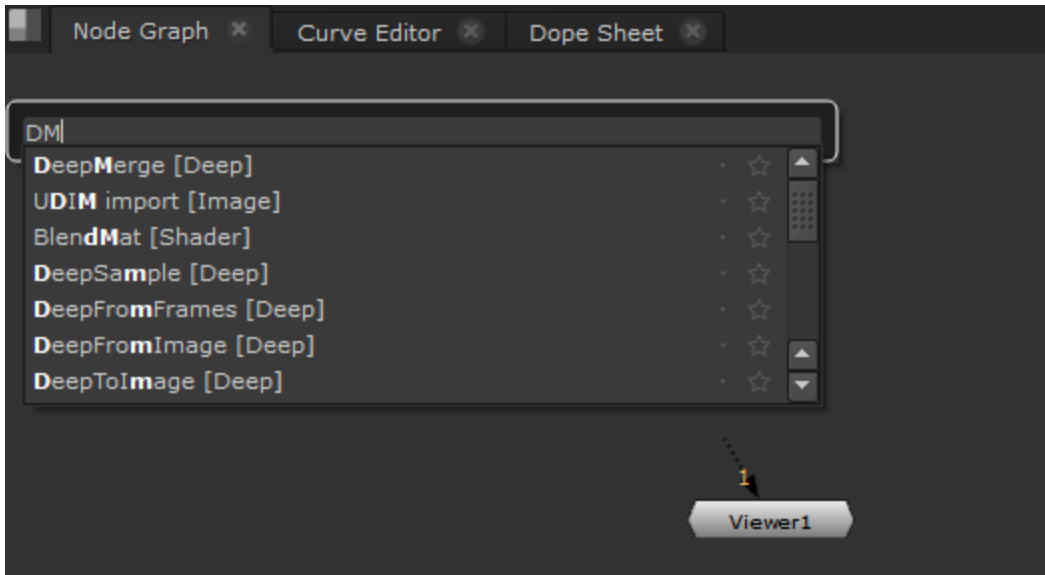 Node Graph Curve Editor Dope Sheet
DM
DeepMerge [Deep]
UDIM import [Image]
BlendMat [Shader]
DeepSample [Deep]
DeepFromFrames [Deep]
DeepFromImage [Deep]
DeepToImage [Deep]
1
Viewer1